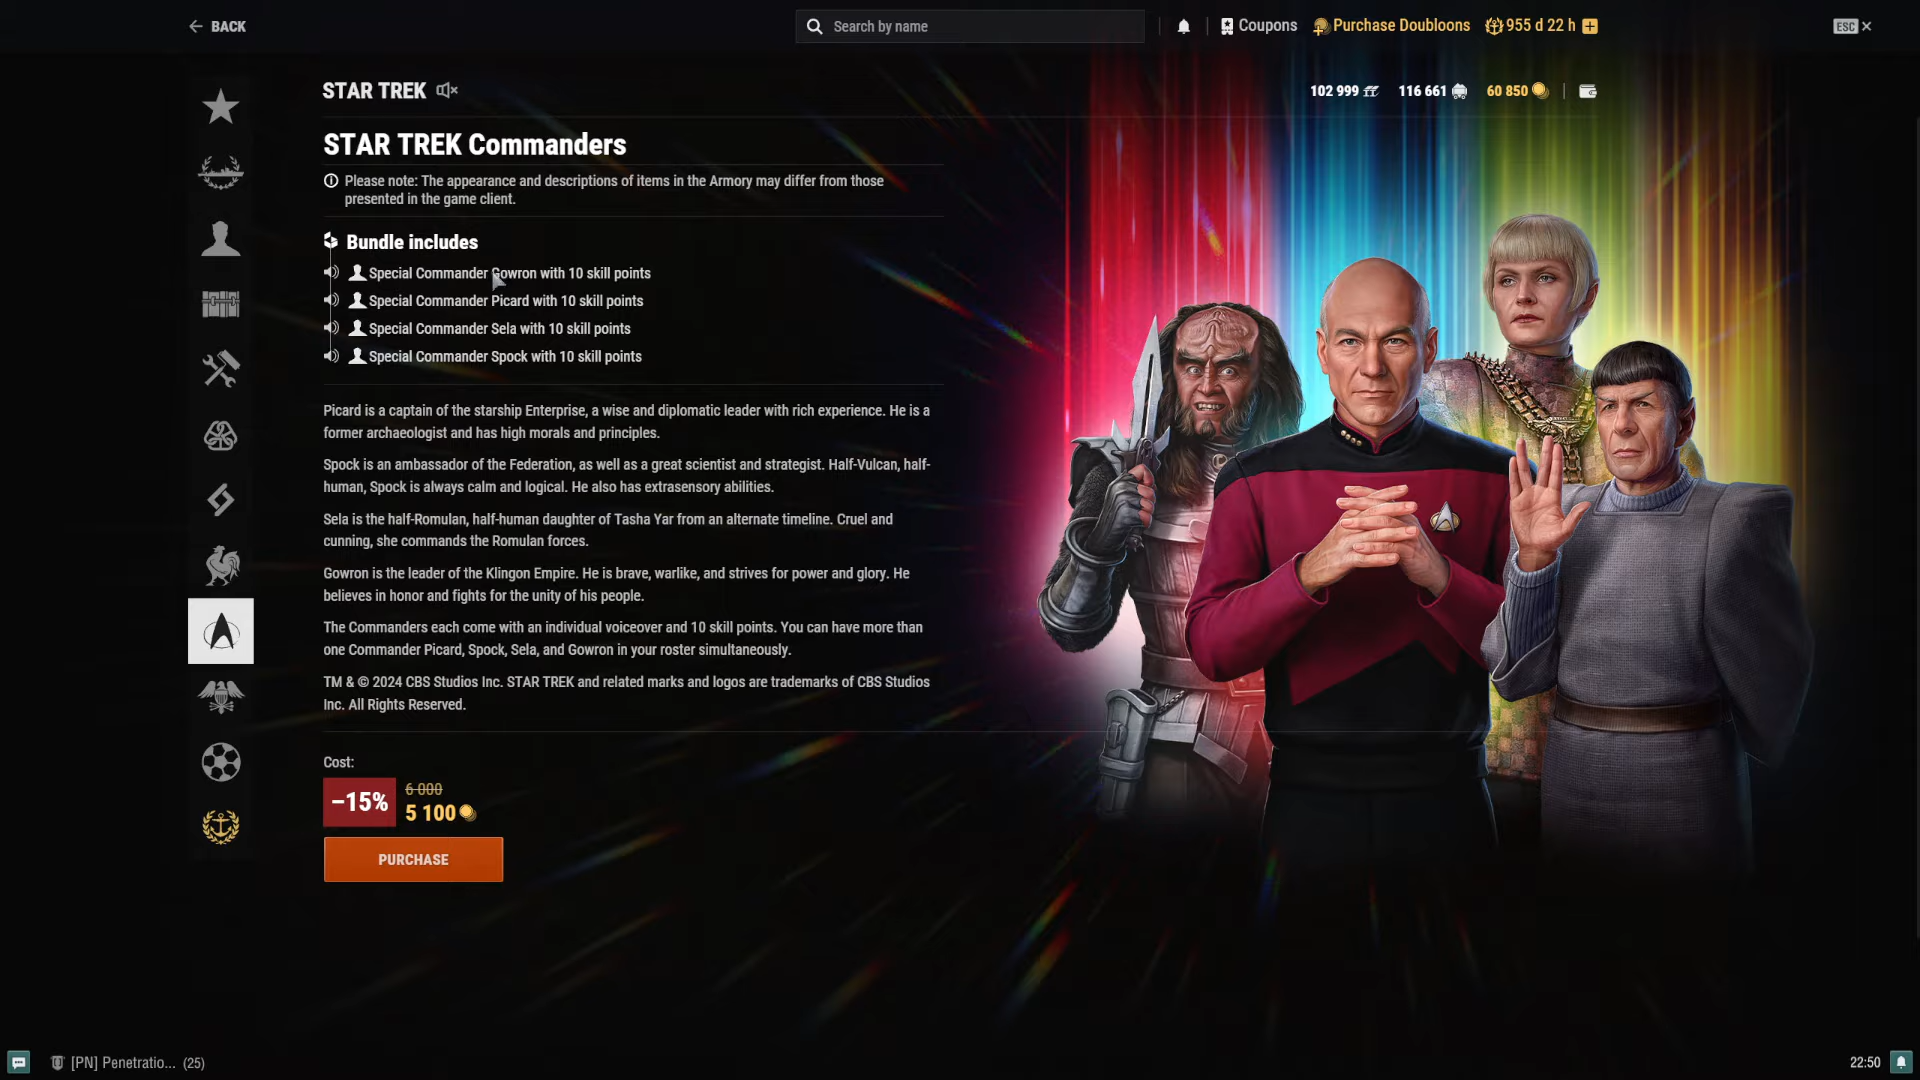 BACK
Search by name
Coupons
Purchase Doubloons
955 d 22 h
ESC
STAR TREK
102 999
116 661
60 850
STAR TREK Commanders
Please note: The appearance and descriptions of items in the Armory may differ from those
presented in the game client.
Bundle includes
Special Commander Gowron with 10 skill points
Special Commander Picard with 10 skill points
Special Commander Sela with 10 skill points
Special Commander Spock with 10 skill points
Picard is a captain of the starship Enterprise, a wise and diplomatic leader with rich experience. He is a
former archaeologist and has high morals and principles.
Spock is an ambassador of the Federation, as well as a great scientist and strategist. Half-Vulcan, half-
human, Spock is always calm and logical. He also has extrasensory abilities.
Sela is the half-Romulan, half-human daughter of Tasha Yar from an alternate timeline. Cruel and
cunning, she commands the Romulan forces.
Gowron is the leader of the Klingon Empire. He is brave, warlike, and strives for power and glory. He
believes in honor and fights for the unity of his people.
The Commanders each come with an individual voiceover and 10 skill points. You can have more than
one Commander Picard, Spock, Sela, and Gowron in your roster simultaneously.
TM & © 2024 CBS Studios Inc. STAR TREK and related marks and logos are trademarks of CBS Studios
Inc. All Rights Reserved.
Cost:
−15%
6 000
5 100
PURCHASE
[PN] Penetratio... (25)
22:50